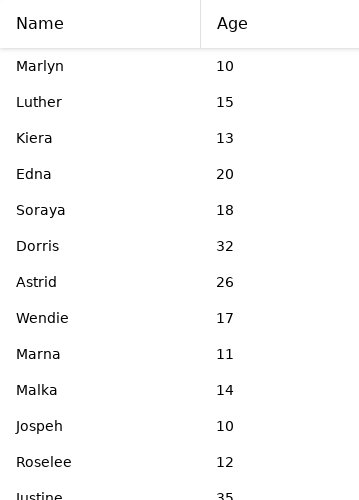 Name Age
Marlyn 10
Luther 15
Kiera 13
Edna 20
Soraya 18
Dorris 32
Astrid 26
Wendie 17
Marna 11
Malka 14
Jospeh 10
Roselee 12
Justine 35